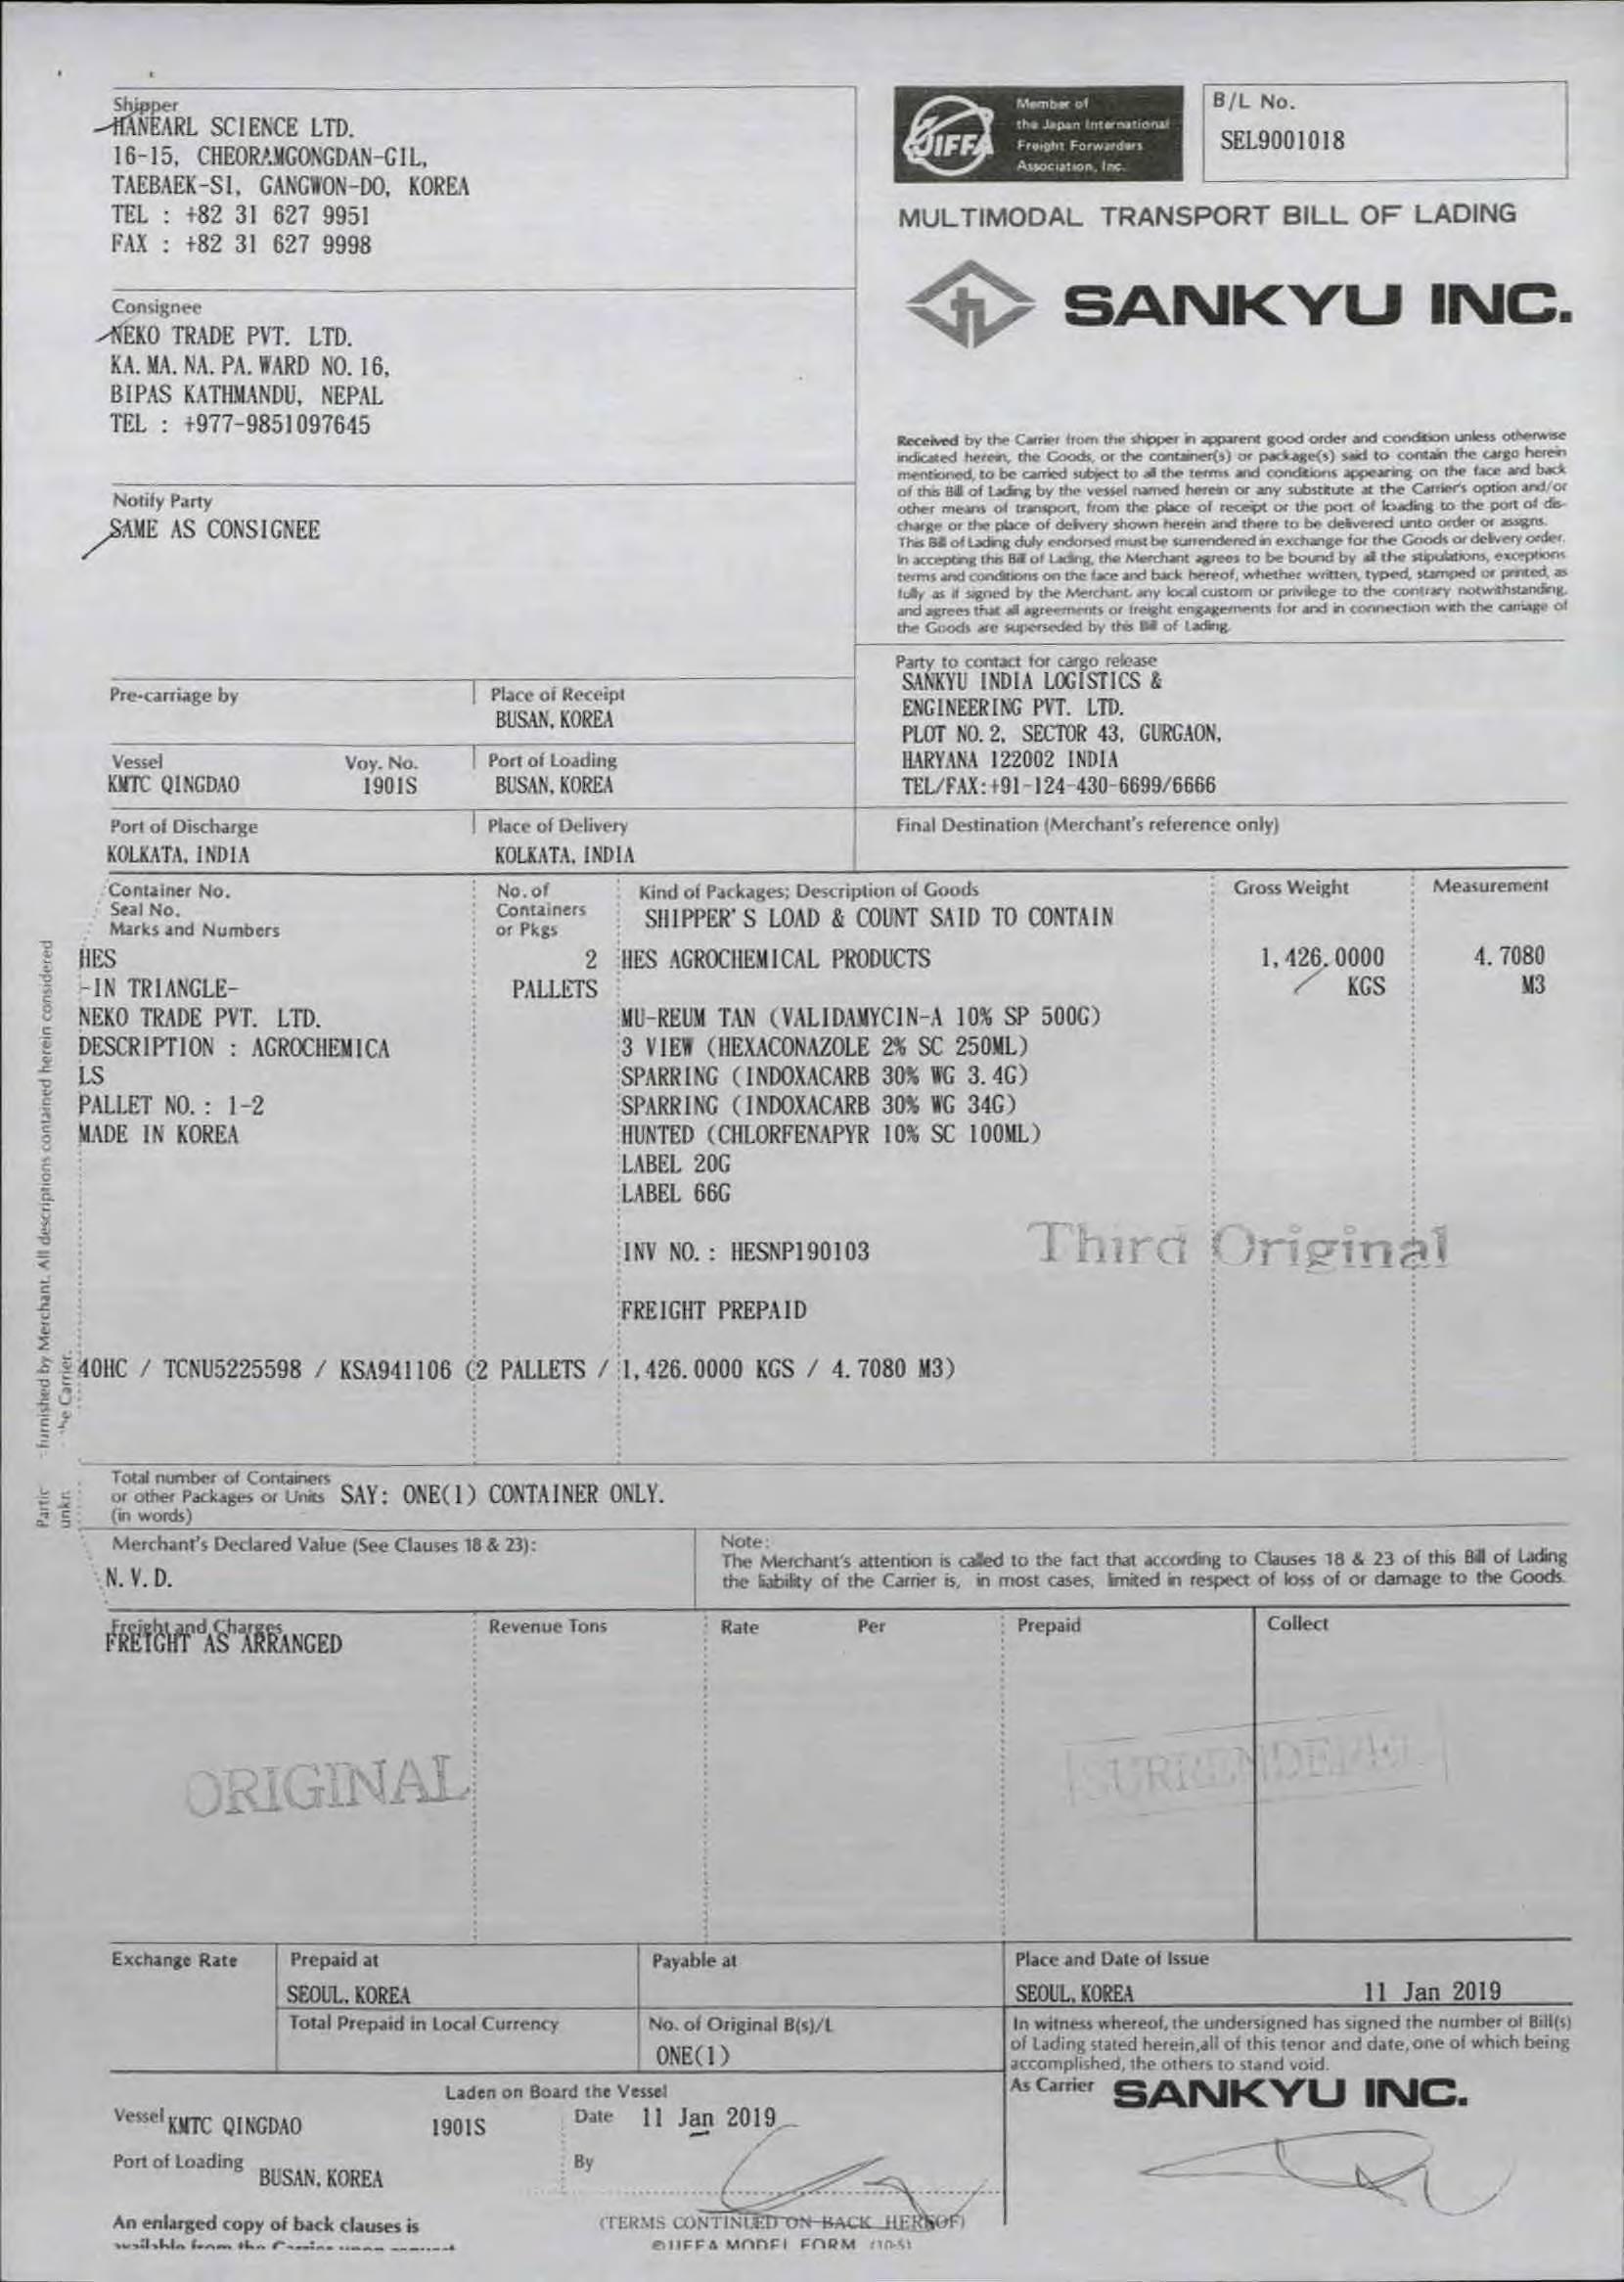 Shipper
HANEARL SCIENCE LTD.
16-15, CHEORAMGONGDAN-GIL,
TAEBAEK-SI, GANGWON-DO, KOREA
TEL : +82 31 627 9951
FAX : +82 31 627 9998
JIFFA
Member of
the Japan International
Freight Forwarders
Association, Inc.
B/L No.
SEL9001018
MULTIMODAL TRANSPORT BILL OF LADING
SANKYU INC.
Consignee
NEKO TRADE PVT. LTD.
KA. MA. NA. PA. WARD NO. 16,
BIPAS KATHMANDU, NEPAL
TEL : +977-9851097645
Notify Party
SAME AS CONSIGNEE
Received by the Carrier from the shipper in apparent good order and condition unless otherwise
indicated herein, the Goods, or the container(s) or package(s) said to contain the cargo herein
mentioned, to be carried subject to all the terms and conditions appearing on the face and back
of this Bill of Lading by the vessel named herein or any substitute at the Carrier's option and/or
other means of transport, from the place of receipt or the port of loading to the port of dis-
charge or the place of delivery shown herein and there to be delivered unto order or assigns.
This Bill of Lading duly endorsed must be surrendered in exchange for the Goods or delivery order.
In accepting this Bill of Lading, the Merchant agrees to be bound by all the stipulations, exceptions
terms and conditions on the face and back hereof, whether written, typed, stamped or printed, as
fully as if signed by the Merchant, any local custom or privilege to the contrary notwithstanding,
and agrees that all agreements or freight engagements for and in connection with the carriage of
the Goods are superseded by this Bill of Lading.
Party to contact for cargo release
SANKYU INDIA LOGISTICS &
ENGINEERING PVT. LTD.
PLOT NO. 2, SECTOR 43, GURGAON,
HARYANA 122002 INDIA
TEL/FAX:+91-124-430-6699/6666
Pre-carriage by
Place of Receipt
BUSAN, KOREA
Vessel Voy. No.
KMTC QINGDAO 1901S
Port of Loading
BUSAN, KOREA
Port of Discharge
KOLKATA, INDIA
Place of Delivery
KOLKATA, INDIA
Final Destination (Merchant's reference only)
Container No.
Seal No.
Marks and Numbers
No. of
Containers
or Pkgs
Kind of Packages; Description of Goods
SHIPPER'S LOAD & COUNT SAID TO CONTAIN
Gross Weight
Measurement
HES
-IN TRIANGLE-
NEKO TRADE PVT. LTD.
DESCRIPTION : AGROCHEMICA
LS
PALLET NO. : 1-2
MADE IN KOREA
2
PALLETS
HES AGROCHEMICAL PRODUCTS
MU-REUM TAN (VALIDAMYCIN-A 10% SP 500G)
3 VIEW (HEXACONAZOLE 2% SC 250ML)
SPARRING (INDOXACARB 30% WG 3.4G)
SPARRING (INDOXACARB 30% WG 34G)
HUNTED (CHLORFENAPYR 10% SC 100ML)
LABEL 20G
LABEL 66G
INV NO. : HESNP190103
FREIGHT PREPAID
1,426.0000
KGS
4.7080
M3
Third Original
40HC / TCNU5225598 / KSA941106 (2 PALLETS / 1,426.0000 KGS / 4.7080 M3)
furnished by Merchant. All descriptions contained herein considered
Carrier.
Total number of Containers
or other Packages or Units
(in words)
SAY: ONE(1) CONTAINER ONLY.
Merchant's Declared Value (See Clauses 18 & 23):
N.V.D.
Note:
The Merchant's attention is called to the fact that according to Clauses 18 & 23 of this Bill of Lading
the liability of the Carrier is, in most cases, limited in respect of loss of or damage to the Goods.
Freight and Charges
FREIGHT AS ARRANGED
Revenue Tons
Rate
Per
Prepaid
Collect
ORIGINAL
SURRENDERED
Exchange Rate
Prepaid at
SEOUL, KOREA
Payable at
Place and Date of Issue
SEOUL, KOREA 11 Jan 2019
Total Prepaid in Local Currency
No. of Original B(s)/L
ONE(1)
In witness whereof, the undersigned has signed the number of Bill(s)
of Lading stated herein, all of this tenor and date, one of which being
accomplished, the others to stand void.
As Carrier SANKYU INC.
Laden on Board the Vessel
Vessel KMTC QINGDAO 1901S
Date 11 Jan 2019
Port of Loading
BUSAN, KOREA
By
An enlarged copy of back clauses is
available from the Carrier upon request
(TERMS CONTINUED ON BACK HEREOF)
©JIFFA MODEL FORM (10-5)